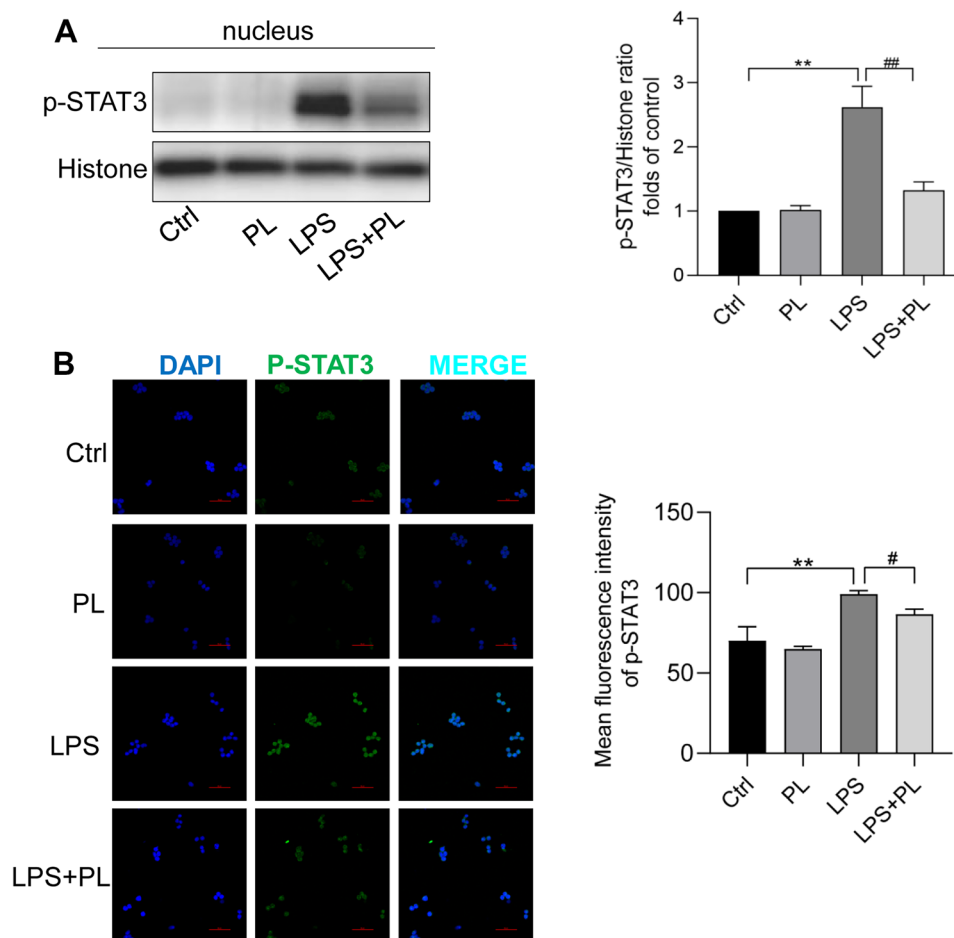 A
nucleus
p-STAT3
Histone
Ctrl
PL
LPS
LPS+PL
p-STAT3/Histone ratio
folds of control
4
3
2
1
0
**
##
Ctrl
PL
LPS
LPS+PL
B
DAPI
P-STAT3
MERGE
Ctrl
PL
LPS
LPS+PL
Mean fluorescence intensity
of p-STAT3
150
100
50
0
**
#
Ctrl
PL
LPS
LPS+PL